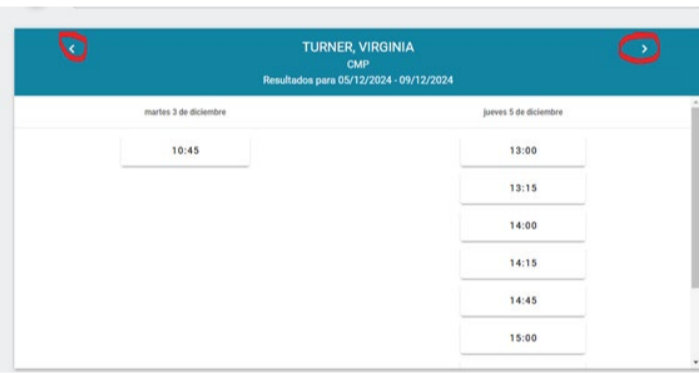 TURNER, VIRGINIA
CMP
Resultados para 05/12/2024 - 09/12/2024
martes 3 de diciembre
jueves 5 de diciembre
10:45
13:00
13:15
14:00
14:15
14:45
15:00